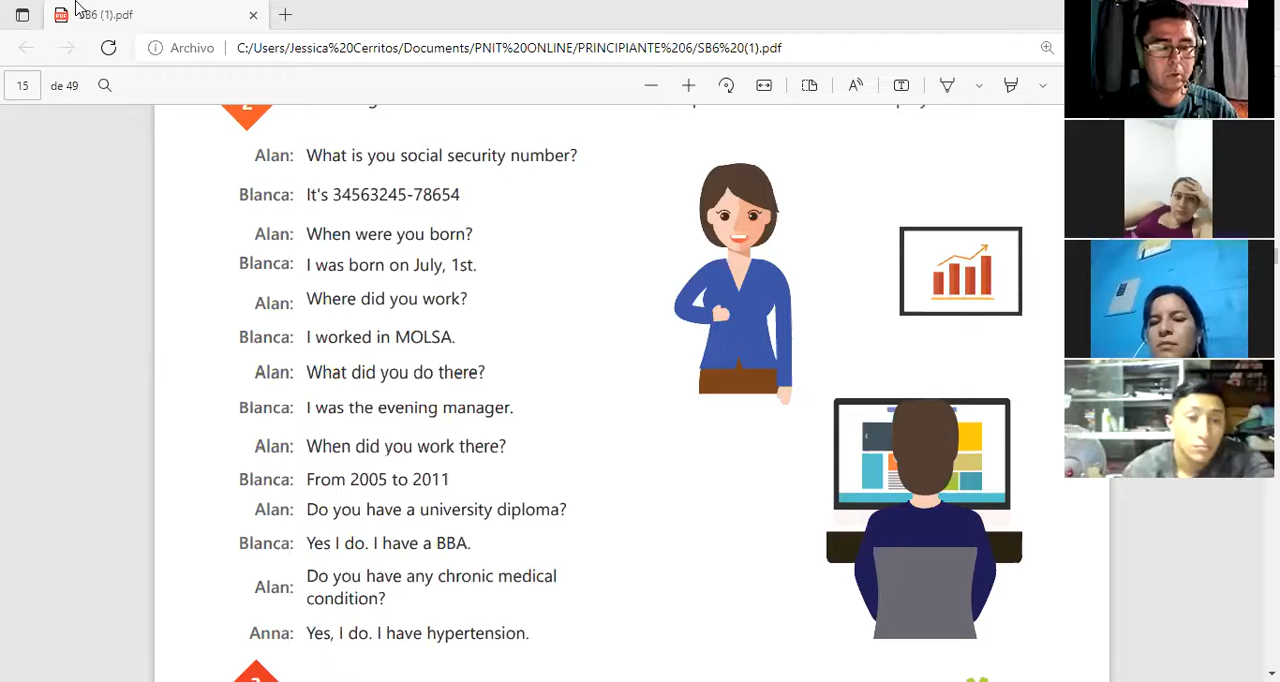 SB6 (1).pdf
Archivo C:/Users/Jessica%20Cerritos/Documents/PNIT%20ONLINE/PRINCIPIANTE%206/SB6%20(1).pdf
15 de 49
Alan: What is you social security number?
Blanca: It's 34563245-78654
Alan: When were you born?
Blanca: I was born on July, 1st.
Alan: Where did you work?
Blanca: I worked in MOLSA.
Alan: What did you do there?
Blanca: I was the evening manager.
Alan: When did you work there?
Blanca: From 2005 to 2011
Alan: Do you have a university diploma?
Blanca: Yes I do. I have a BBA.
Alan: Do you have any chronic medical
condition?
Anna: Yes, I do. I have hypertension.